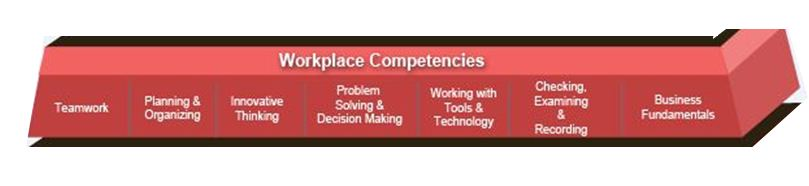 Workplace Competencies
Teamwork
Planning &
Organizing
Innovative
Thinking
Problem
Solving &
Decision Making
Working with
Tools &
Technology
Checking,
Examining
&
Recording
Business
Fundamentals